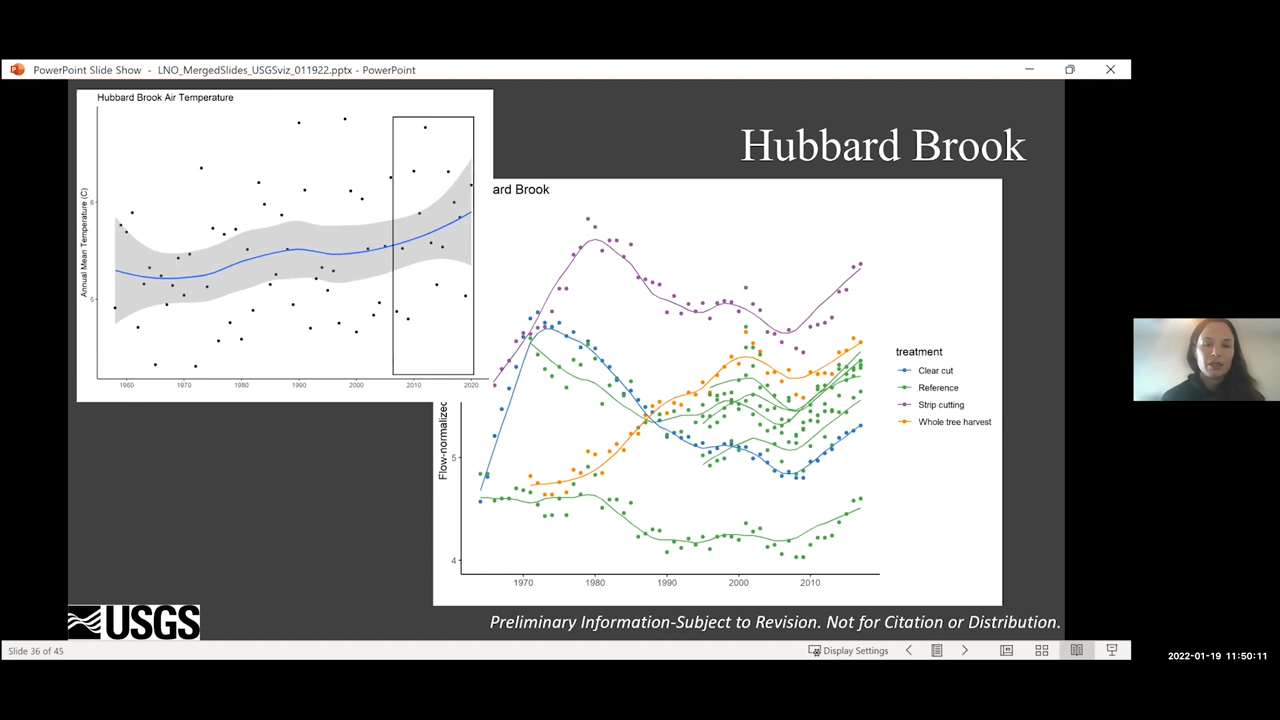 PowerPoint Slide Show - LNO_MergedSlides_USGSviz_011922.pptx - PowerPoint
Hubbard Brook Air Temperature
Annual Mean Temperature (C)
6
5
1960 1970 1980 1990 2000 2010 2020
Hubbard Brook
ard Brook
Flow-normalized
5
4
1970 1980 1990 2000 2010
treatment
Clear cut
Reference
Strip cutting
Whole tree harvest
USGS
Preliminary Information-Subject to Revision. Not for Citation or Distribution.
Slide 36 of 45
Display Settings
2022-01-19 11:50:11